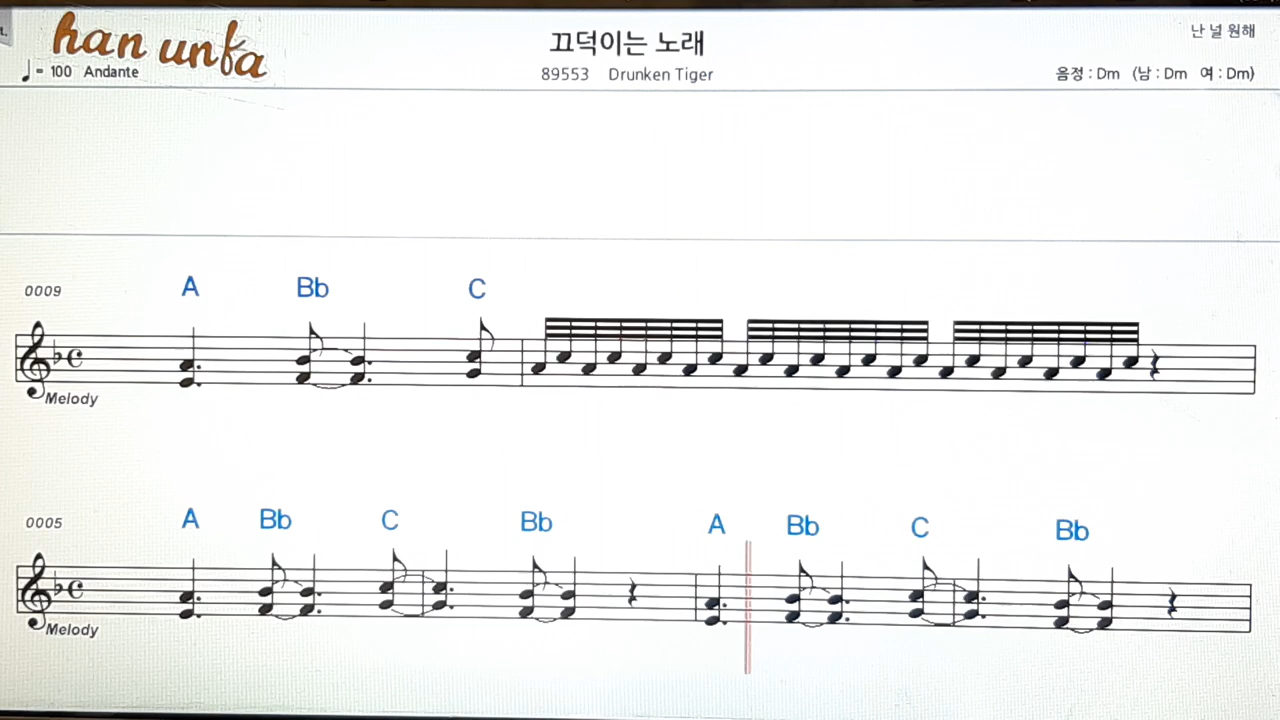 han unfa
♩ = 100 Andante
끄덕이는 노래
89553 Drunken Tiger
난 널 원해
음정 : Dm (남 : Dm 여 : Dm)
0009
A Bb C
Melody
0005
A Bb C Bb A Bb C Bb
Melody